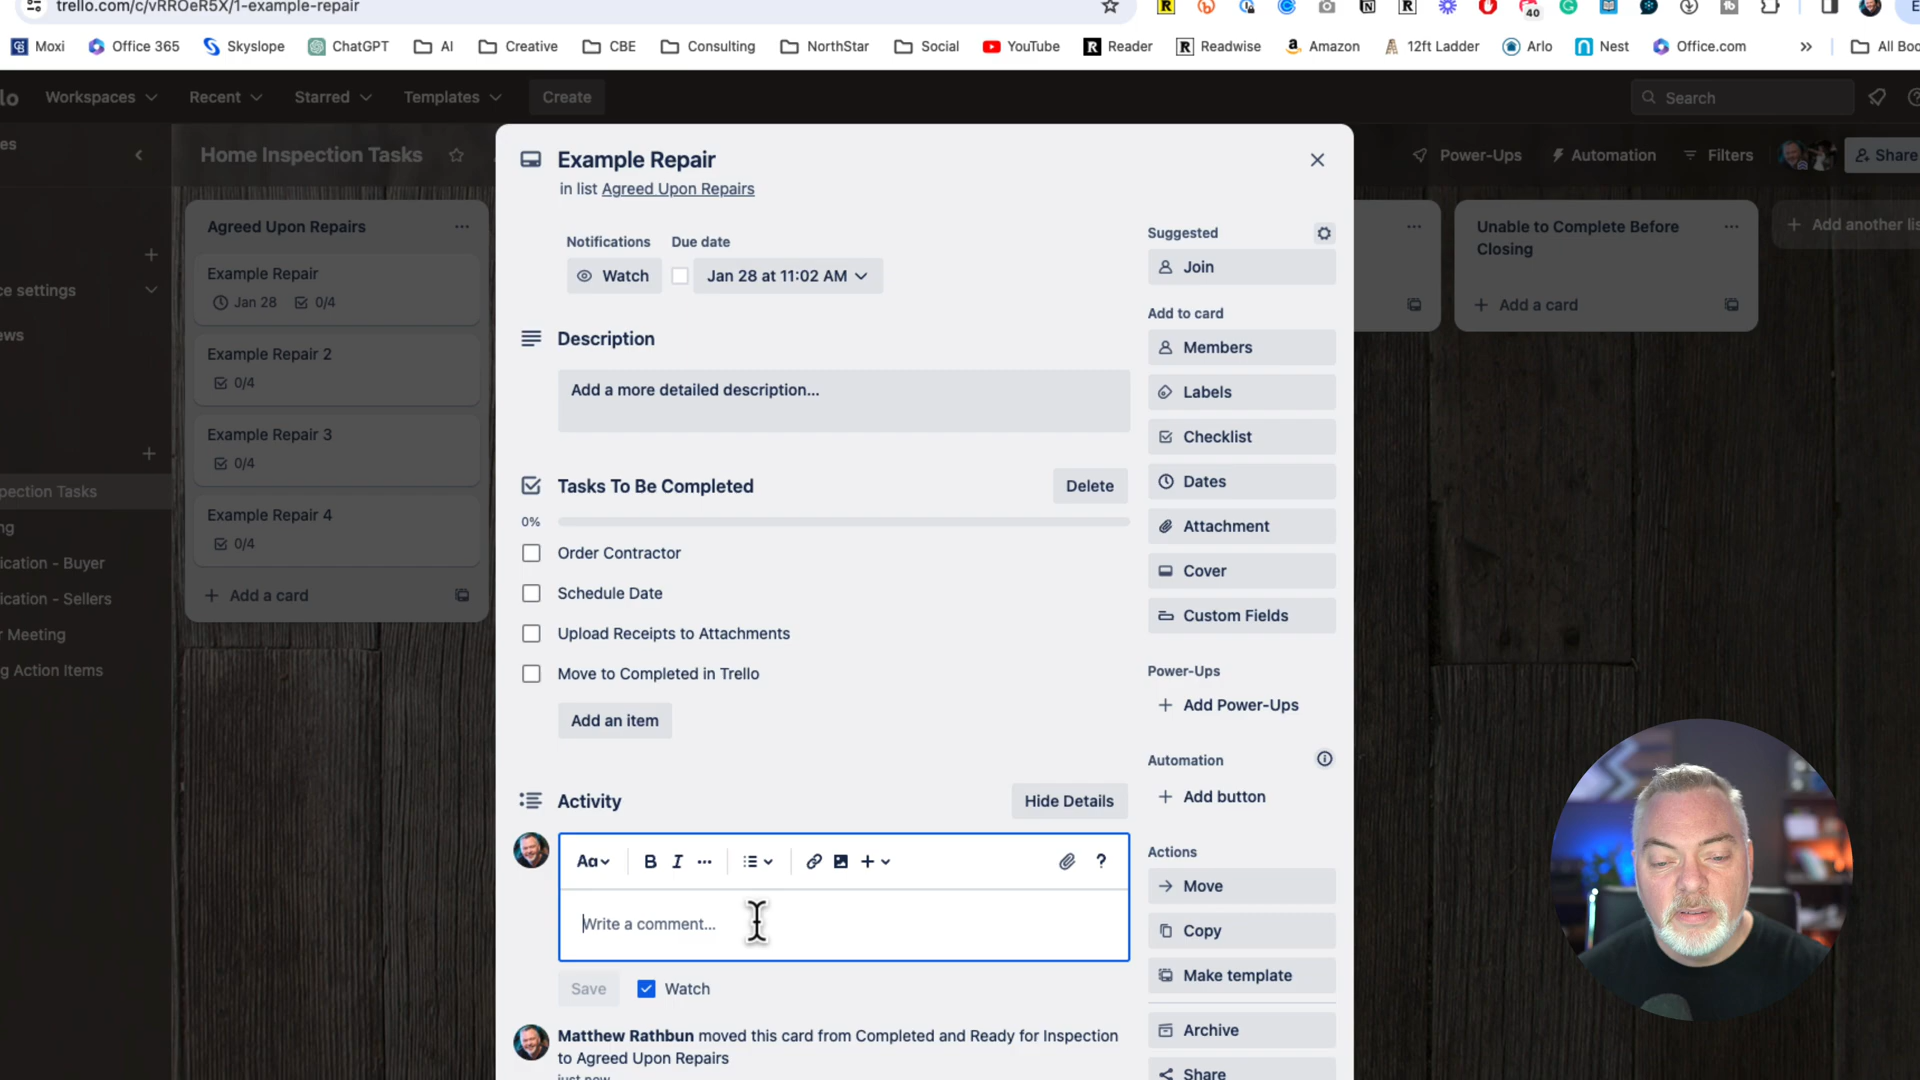 trello.com/c/vRROeR5X/1-example-repair
40
Moxi Office 365 Skyslope ChatGPT AI Creative CBE Consulting NorthStar Social YouTube Reader Readwise Amazon 12ft Ladder Arlo Nest Office.com » All Boo
lo Workspaces Recent Starred Templates Create Search
es
Home Inspection Tasks
Power-Ups Automation Filters Share
ce settings
ews
pection Tasks
ng
ication - Buyer
ication - Sellers
r Meeting
g Action Items
Agreed Upon Repairs
Example Repair
Jan 28 0/4
Example Repair 2
0/4
Example Repair 3
0/4
Example Repair 4
0/4
+ Add a card
Example Repair
in list Agreed Upon Repairs
Notifications Due date
Watch Jan 28 at 11:02 AM
Description
Add a more detailed description...
Tasks To Be Completed Delete
0%
Order Contractor
Schedule Date
Upload Receipts to Attachments
Move to Completed in Trello
Add an item
Activity Hide Details
Aa B I ... ?
Write a comment...
Save Watch
Matthew Rathbun moved this card from Completed and Ready for Inspection
to Agreed Upon Repairs
just now
Suggested
Join
Add to card
Members
Labels
Checklist
Dates
Attachment
Cover
Custom Fields
Power-Ups
+ Add Power-Ups
Automation
+ Add button
Actions
Move
Copy
Make template
Archive
Share
Unable to Complete Before
Closing
+ Add a card
+ Add another lis